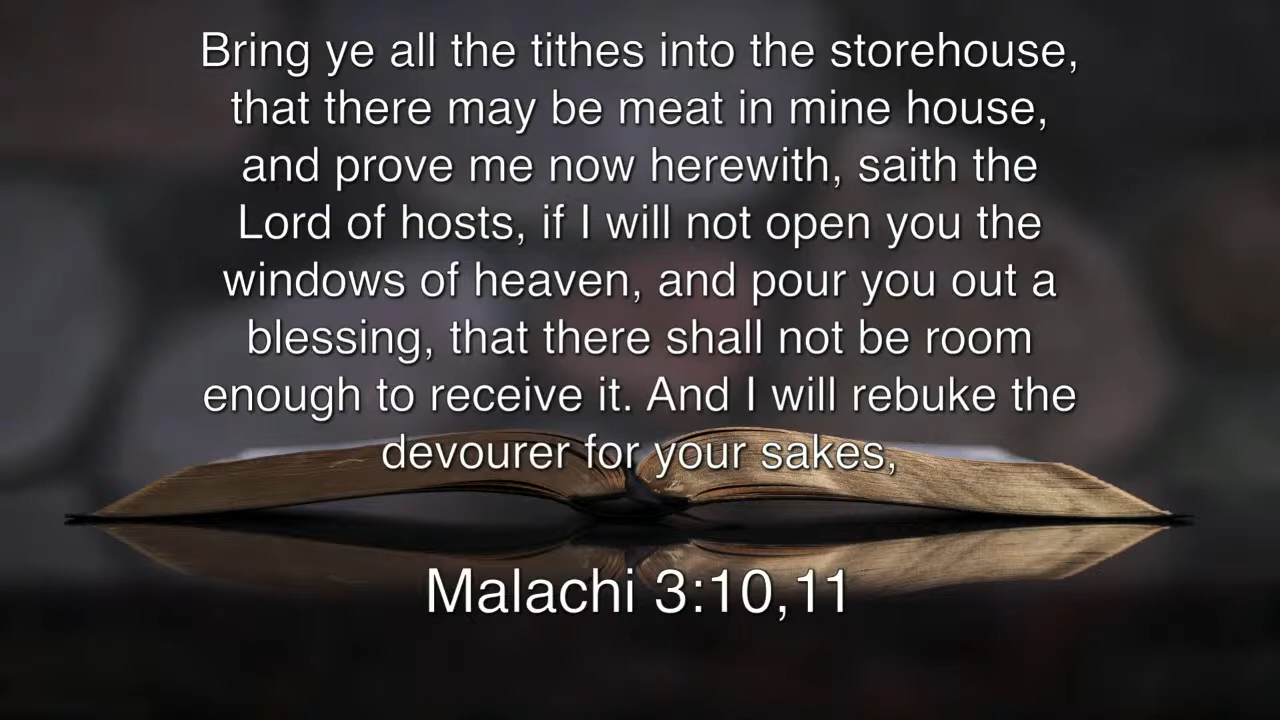 Bring ye all the tithes into the storehouse,
that there may be meat in mine house,
and prove me now herewith, saith the
Lord of hosts, if I will not open you the
windows of heaven, and pour you out a
blessing, that there shall not be room
enough to receive it. And I will rebuke the
devourer for your sakes,
Malachi 3:10,11